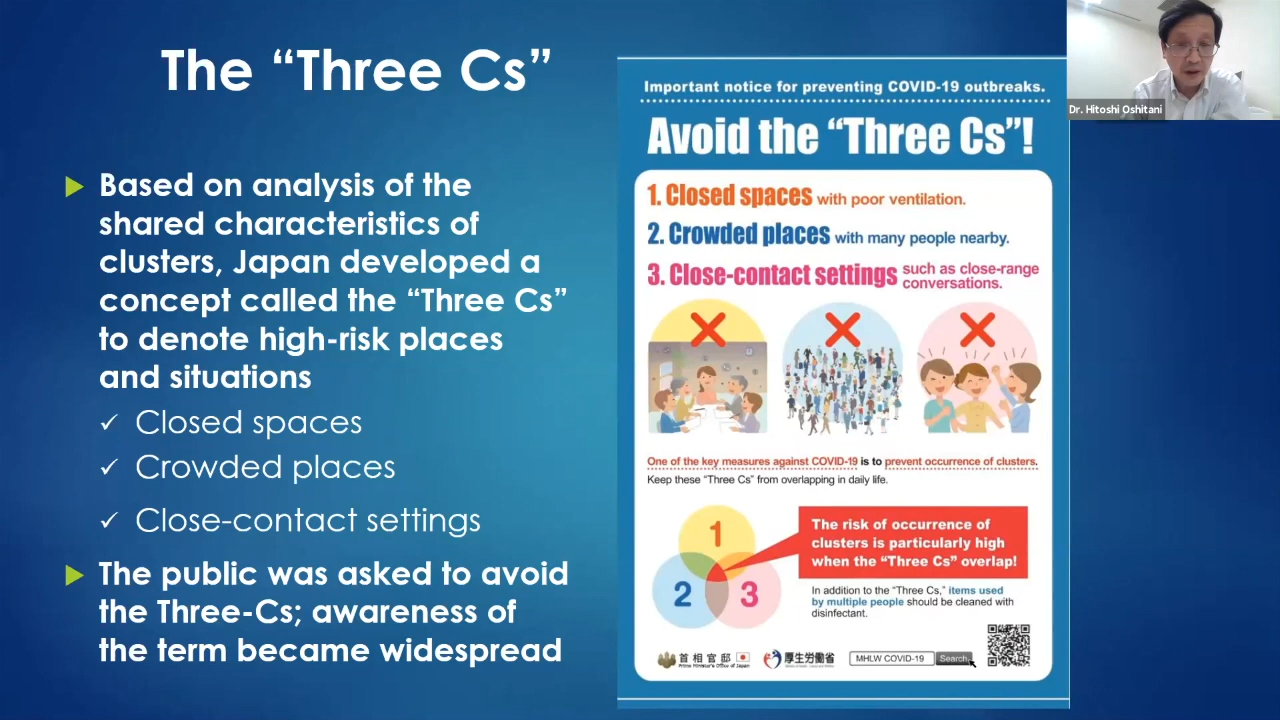 The “Three Cs”
Based on analysis of the
shared characteristics of
clusters, Japan developed a
concept called the “Three Cs”
to denote high-risk places
and situations
Closed spaces
Crowded places
Close-contact settings
The public was asked to avoid
the Three-Cs; awareness of
the term became widespread
Important notice for preventing COVID-19 outbreaks.
Avoid the “Three Cs”!
1. Closed spaces with poor ventilation.
2. Crowded places with many people nearby.
3. Close-contact settings such as close-range
conversations.
One of the key measures against COVID-19 is to prevent occurrence of clusters.
Keep these “Three Cs” from overlapping in daily life.
1
2
3
The risk of occurrence of
clusters is particularly high
when the “Three Cs” overlap!
In addition to the “Three Cs,” items used
by multiple people should be cleaned with
disinfectant.
首相官邸
Prime Minister's Office of Japan
厚生労働省
MHLW COVID-19
Search
Dr. Hitoshi Oshitani